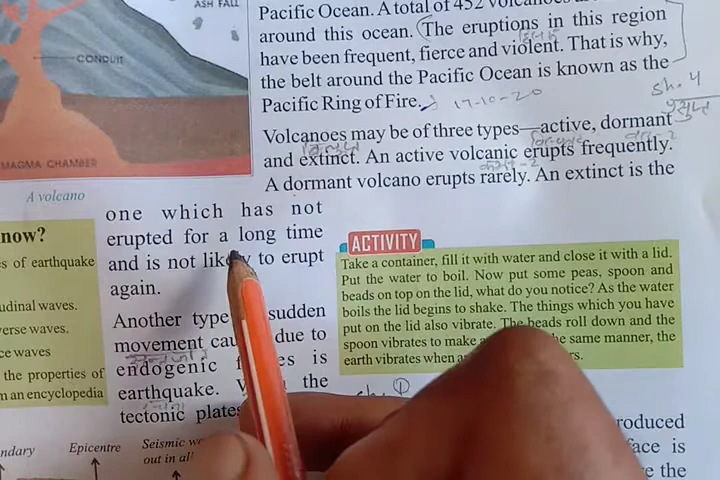 ASH FALL
CONDUIT
MAGMA CHAMBER
A volcano
Pacific Ocean. A total of 452 volcanoes
around this ocean. The eruptions in this region
have been frequent, fierce and violent. That is why,
the belt around the Pacific Ocean is known as the
Pacific Ring of Fire. 17-10-20
sh. 4
Volcanoes may be of three types—active, dormant
and extinct. An active volcanic erupts frequently.
A dormant volcano erupts rarely. An extinct is the
one which has not
erupted for a long time
and is not likely to erupt
again.
Another type sudden
movement due to
endogenic is
earthquake. the
tectonic plates
now?
es of earthquake
udinal waves.
verse waves.
ce waves
the properties of
m an encyclopedia
ACTIVITY
Take a container, fill it with water and close it with a lid.
Put the water to boil. Now put some peas, spoon and
beads on top on the lid, what do you notice? As the water
boils the lid begins to shake. The things which you have
put on the lid also vibrate. The beads roll down and the
spoon vibrates to make same manner, the
earth vibrates when
sh. 1
roduced
face is
re the
ndary
Epicentre
Seismic
out in all